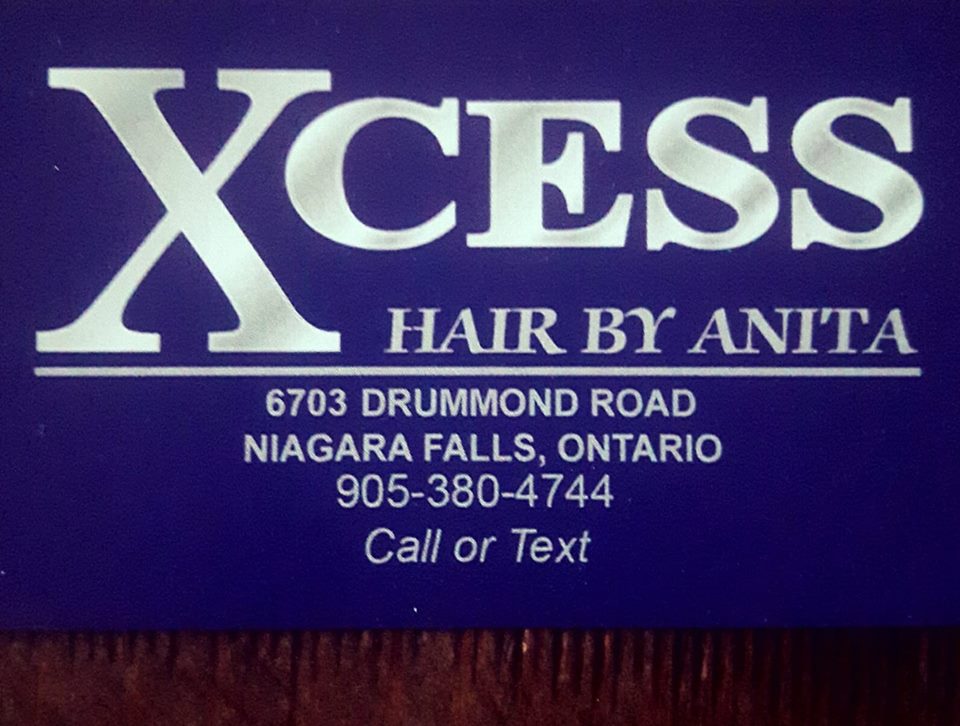 XCESS
HAIR BY ANITA
6703 DRUMMOND ROAD
NIAGARA FALLS, ONTARIO
905-380-4744
Call or Text